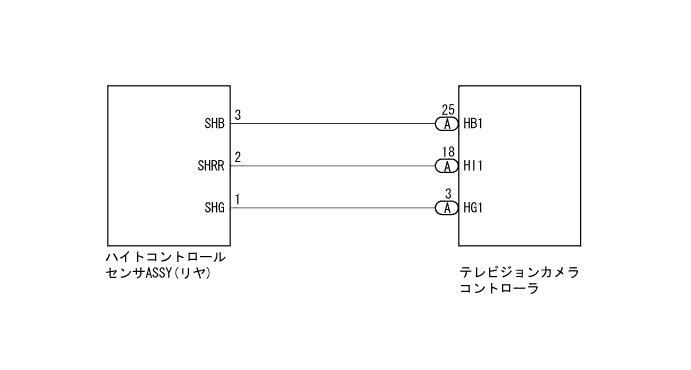 SHB 3 25 A HB1
SHRR 2 18 A HI1
SHG 1 3 A HG1
ハイトコントロール
センサASSY(リヤ)
テレビジョンカメラ
コントローラ